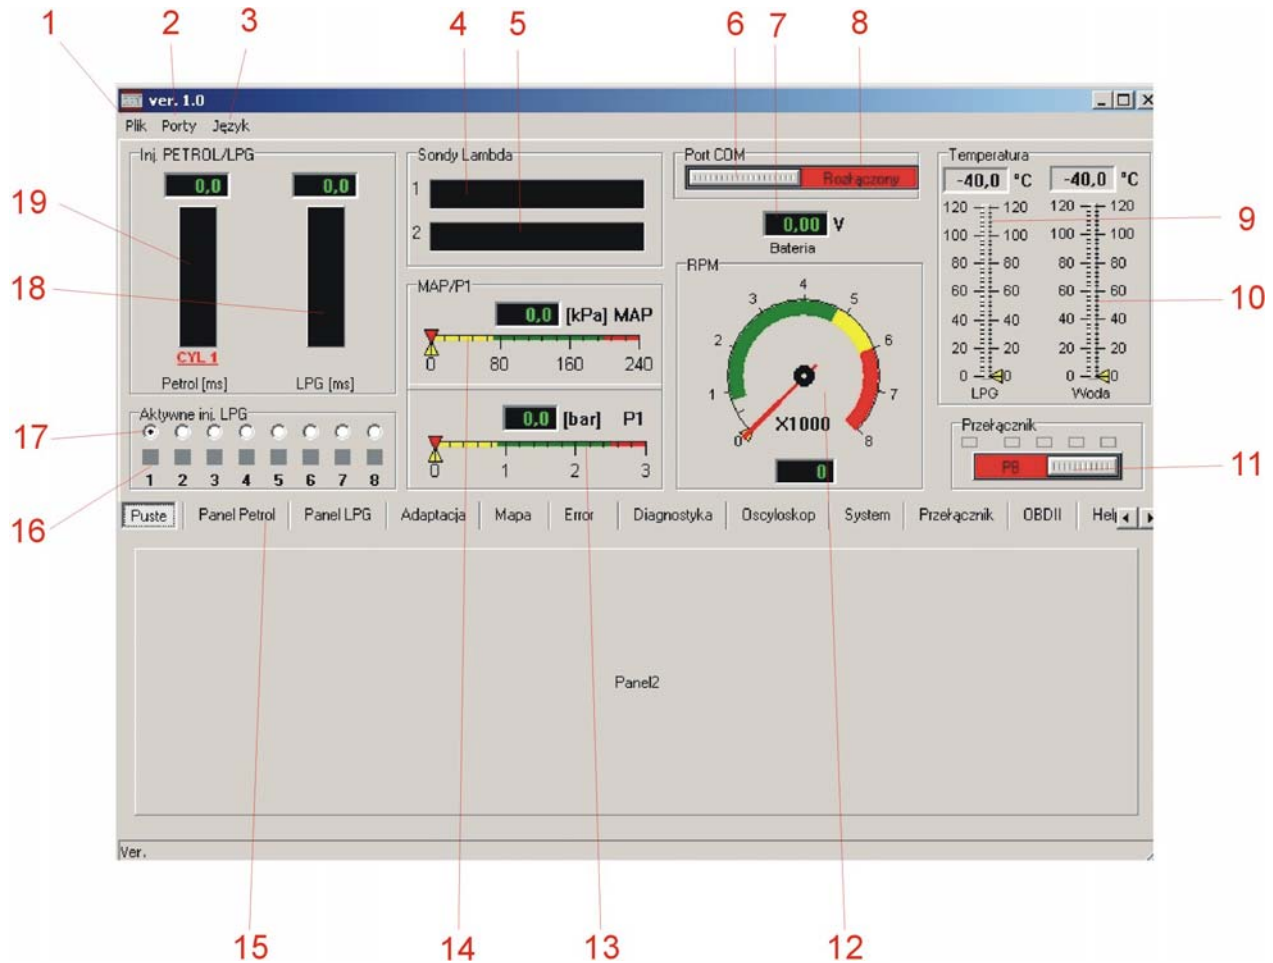 1 2 3 4 5 6 7 8
ver. 1.0
Plik Porty Język
Inj. PETROL/LPG
0,0 0,0
CYL 1
Petrol [ms] LPG [ms]
Aktywne inj. LPG
1 2 3 4 5 6 7 8
Sondy Lambda
1
2
MAP/P1
0,0 [kPa] MAP
0 80 160 240
0,0 [bar] P1
0 1 2 3
Port COM
Rozłączony
0,00 V
Bateria
RPM
0 1 2 3 4 5 6 7 8
X1000
0
Temperatura
-40,0 °C -40,0 °C
120 120 120 120
100 100 100 100
80 80 80 80
60 60 60 60
40 40 40 40
20 20 20 20
0 0 0 0
LPG Woda
Przełącznik
PB
Puste Panel Petrol Panel LPG Adaptacja Mapa Error Diagnostyka Oscyloskop System Przełącznik OBDII Hel
Panel2
Ver.
19
18
17
16
9
10
11
15 14 13 12